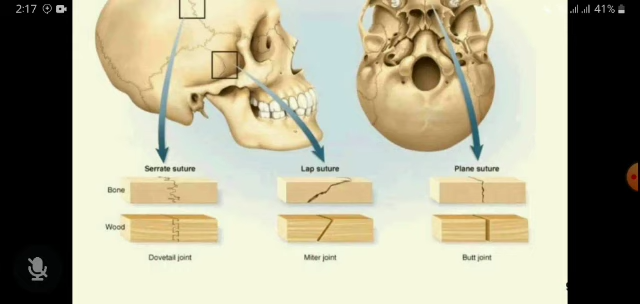 2:17
41%
Serrate suture
Lap suture
Plane suture
Bone
Wood
Dovetail joint
Miter joint
Butt joint